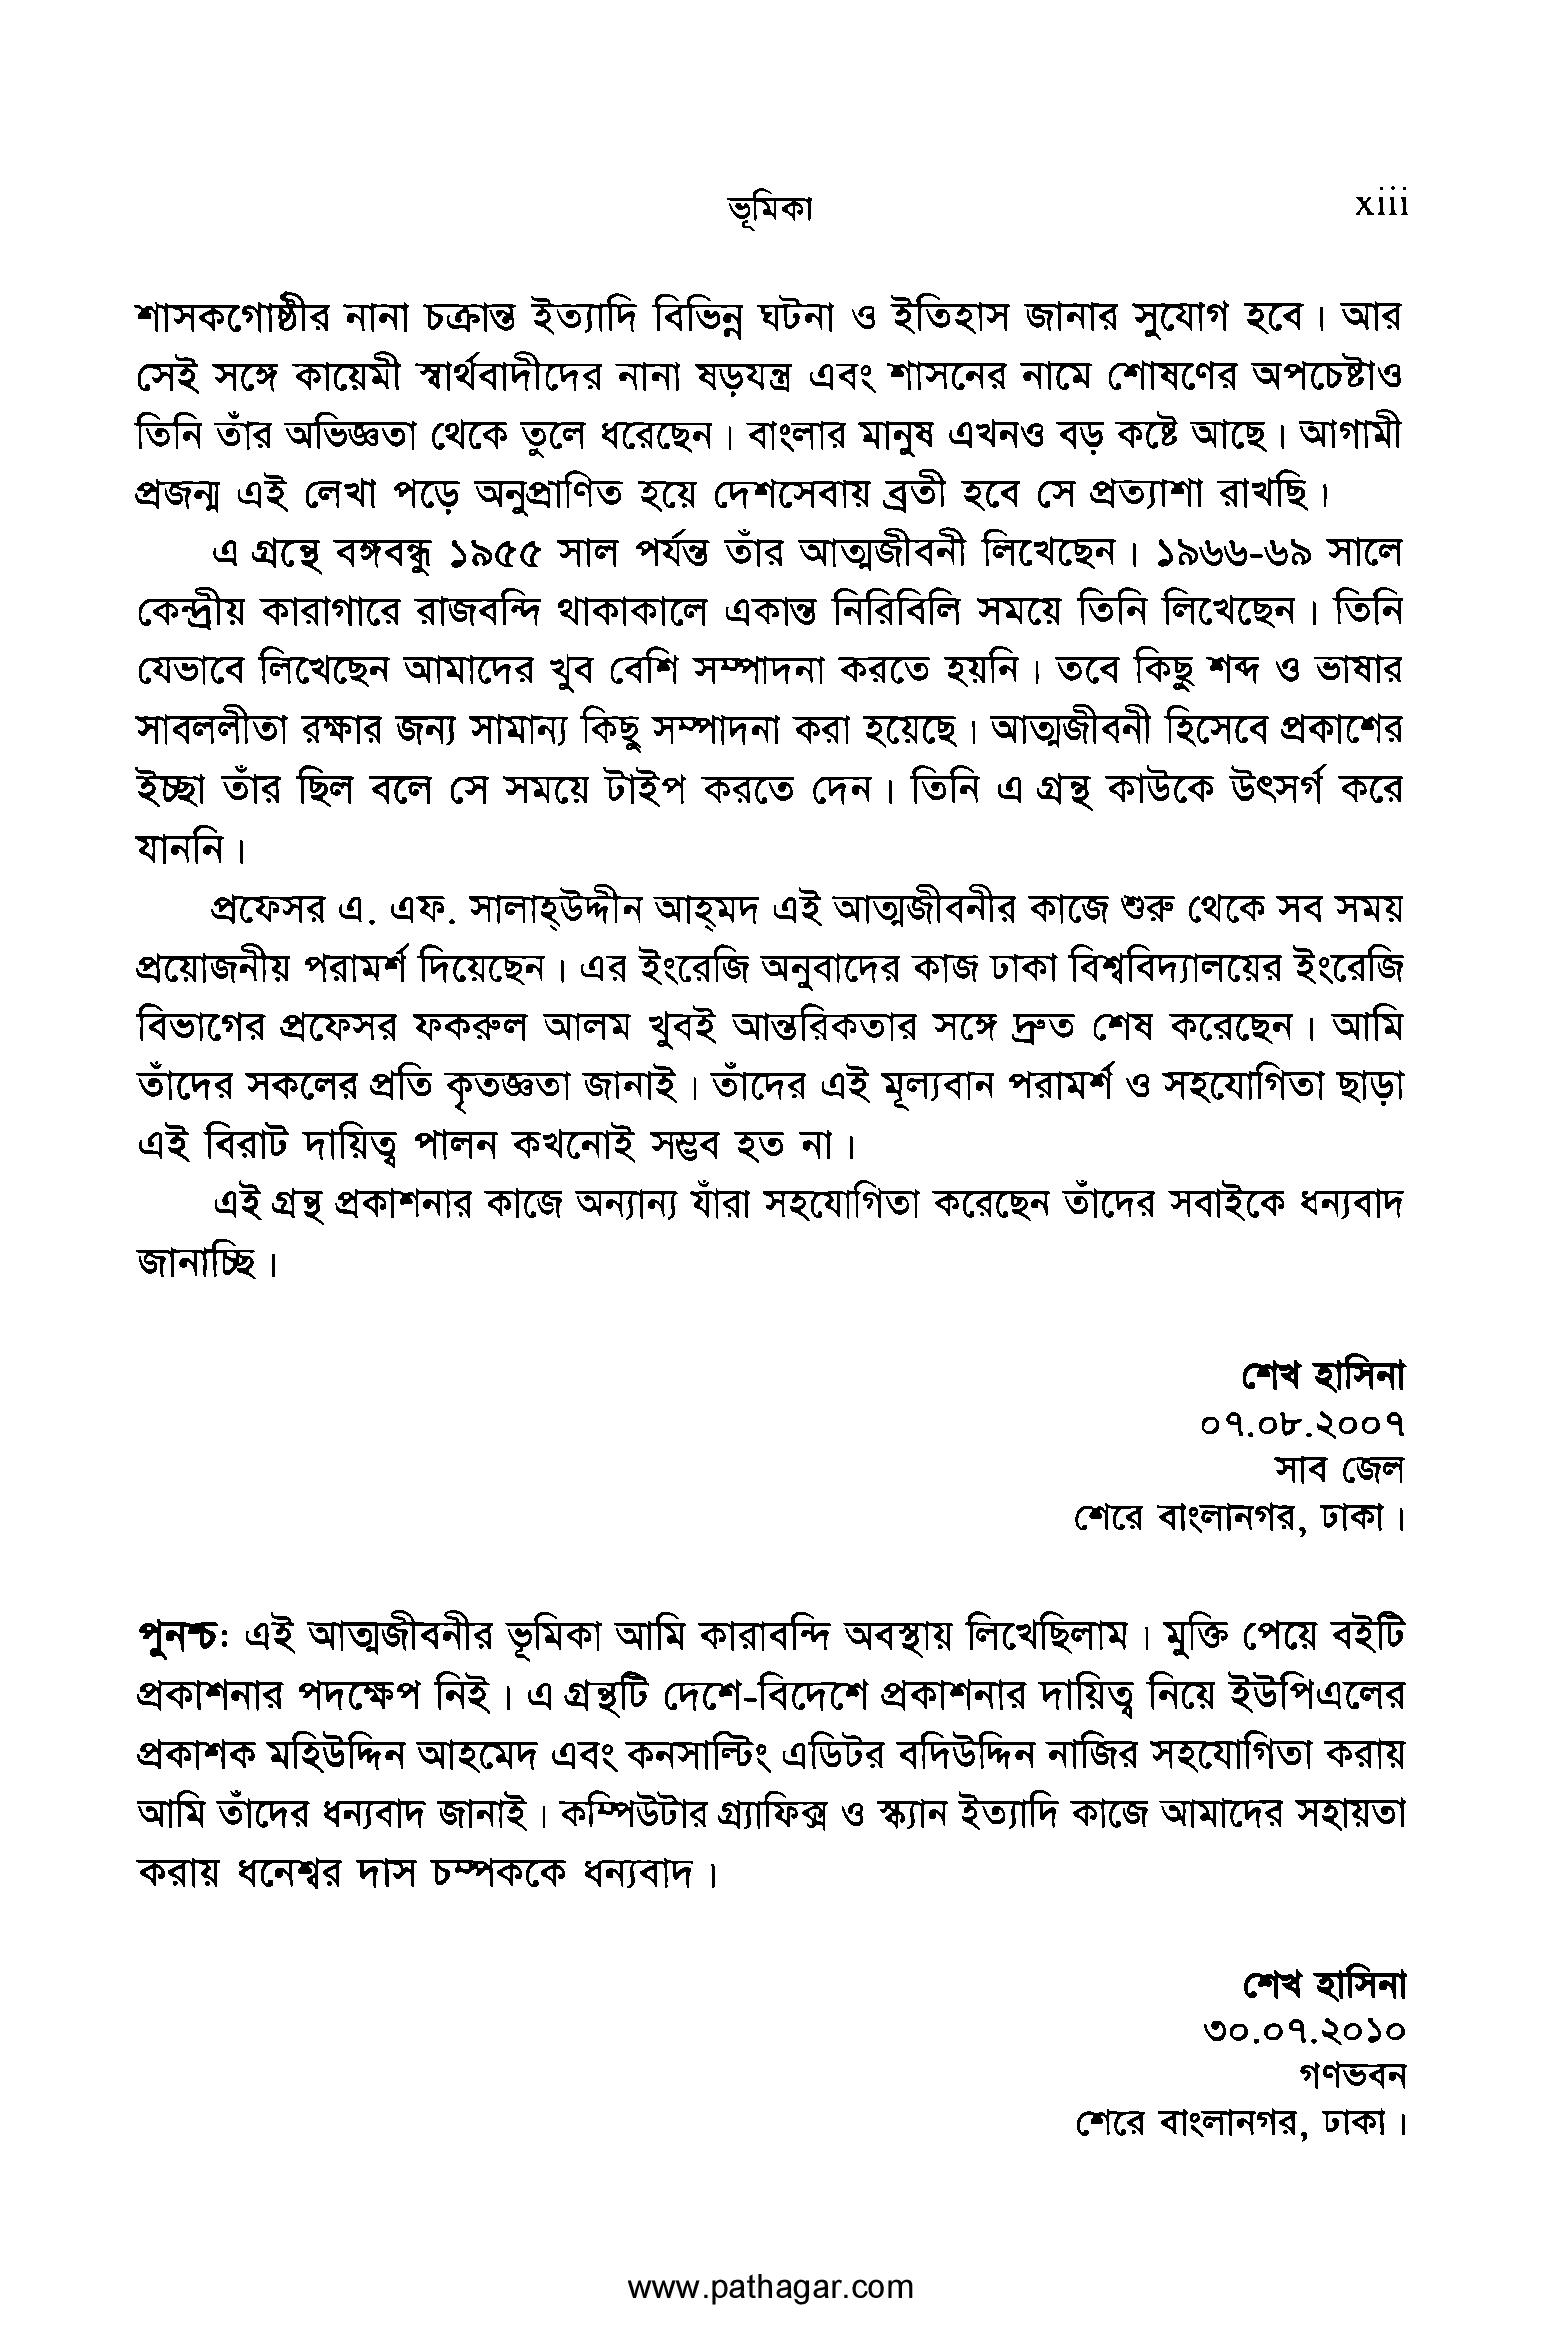 ভূমিকা xiii
শাসকগোষ্ঠীর নানা চক্রান্ত ইত্যাদি বিভিন্ন ঘটনা ও ইতিহাস জানার সুযোগ হবে। আর
সেই সঙ্গে কায়েমী স্বার্থবাদীদের নানা ষড়যন্ত্র এবং শাসনের নামে শোষণের অপচেষ্টাও
তিনি তাঁর অভিজ্ঞতা থেকে তুলে ধরেছেন। বাংলার মানুষ এখনও বড় কষ্টে আছে। আগামী
প্রজন্ম এই লেখা পড়ে অনুপ্রাণিত হয়ে দেশসেবায় ব্রতী হবে সে প্রত্যাশা রাখছি।
এ গ্রন্থে বঙ্গবন্ধু ১৯৫৫ সাল পর্যন্ত তাঁর আত্মজীবনী লিখেছেন। ১৯৬৬-৬৯ সালে
কেন্দ্রীয় কারাগারে রাজবন্দি থাকাকালে একান্ত নিরিবিলি সময়ে তিনি লিখেছেন। তিনি
যেভাবে লিখেছেন আমাদের খুব বেশি সম্পাদনা করতে হয়নি। তবে কিছু শব্দ ও ভাষার
সাবললীতা রক্ষার জন্য সামান্য কিছু সম্পাদনা করা হয়েছে। আত্মজীবনী হিসেবে প্রকাশের
ইচ্ছা তাঁর ছিল বলে সে সময়ে টাইপ করতে দেন। তিনি এ গ্রন্থ কাউকে উৎসর্গ করে
যাননি।
প্রফেসর এ. এফ. সালাহ্উদ্দীন আহ্মদ এই আত্মজীবনীর কাজে শুরু থেকে সব সময়
প্রয়োজনীয় পরামর্শ দিয়েছেন। এর ইংরেজি অনুবাদের কাজ ঢাকা বিশ্ববিদ্যালয়ের ইংরেজি
বিভাগের প্রফেসর ফকরুল আলম খুবই আন্তরিকতার সঙ্গে দ্রুত শেষ করেছেন। আমি
তাঁদের সকলের প্রতি কৃতজ্ঞতা জানাই। তাঁদের এই মূল্যবান পরামর্শ ও সহযোগিতা ছাড়া
এই বিরাট দায়িত্ব পালন কখনোই সম্ভব হত না।
এই গ্রন্থ প্রকাশনার কাজে অন্যান্য যাঁরা সহযোগিতা করেছেন তাঁদের সবাইকে ধন্যবাদ
জানাচ্ছি।
শেখ হাসিনা
০৭.০৮.২০০৭
সাব জেল
শেরে বাংলানগর, ঢাকা।
পুনশ্চ: এই আত্মজীবনীর ভূমিকা আমি কারাবন্দি অবস্থায় লিখেছিলাম। মুক্তি পেয়ে বইটি
প্রকাশনার পদক্ষেপ নিই। এ গ্রন্থটি দেশে-বিদেশে প্রকাশনার দায়িত্ব নিয়ে ইউপিএলের
প্রকাশক মহিউদ্দিন আহমেদ এবং কনসাল্টিং এডিটর বদিউদ্দিন নাজির সহযোগিতা করায়
আমি তাঁদের ধন্যবাদ জানাই। কম্পিউটার গ্র্যাফিক্স ও স্ক্যান ইত্যাদি কাজে আমাদের সহায়তা
করায় ধনেশ্বর দাস চম্পককে ধন্যবাদ।
শেখ হাসিনা
৩০.০৭.২০১০
গণভবন
শেরে বাংলানগর, ঢাকা।
www.pathagar.com